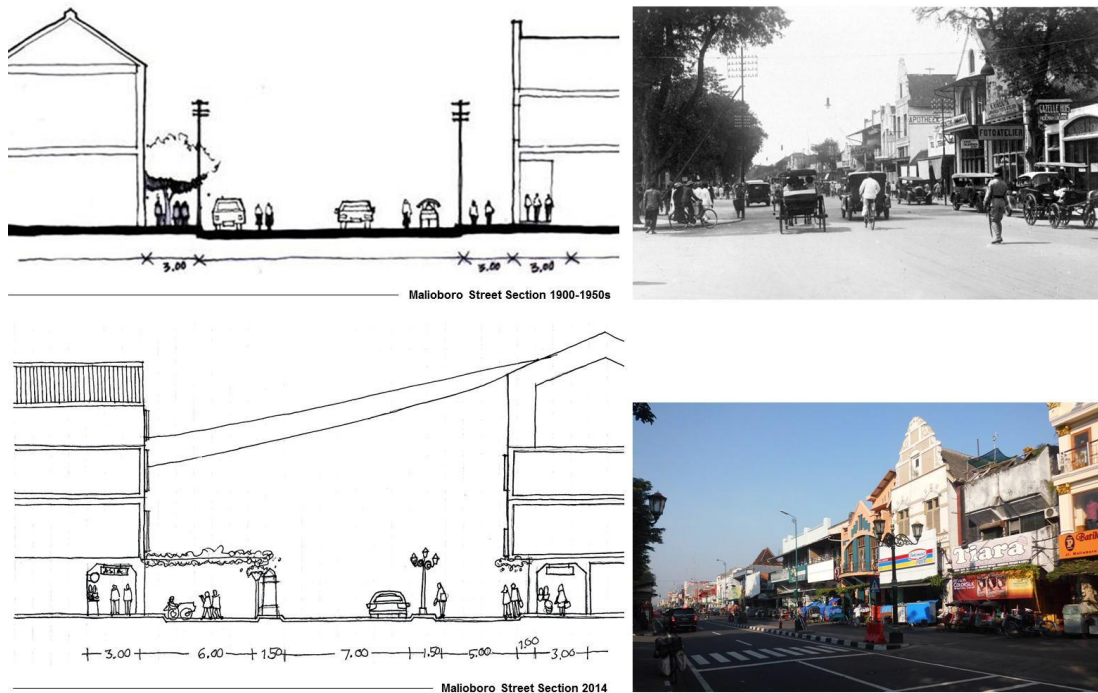 3.00
3.00
3.00
Malioboro Street Section 1900-1950s
APOTHEEK
FOTOATELIER
GAZELLE
3.00
6.00
1.50
7.00
1.50
5.00
1.00
3.00
Malioboro Street Section 2014
Tiara
Batik